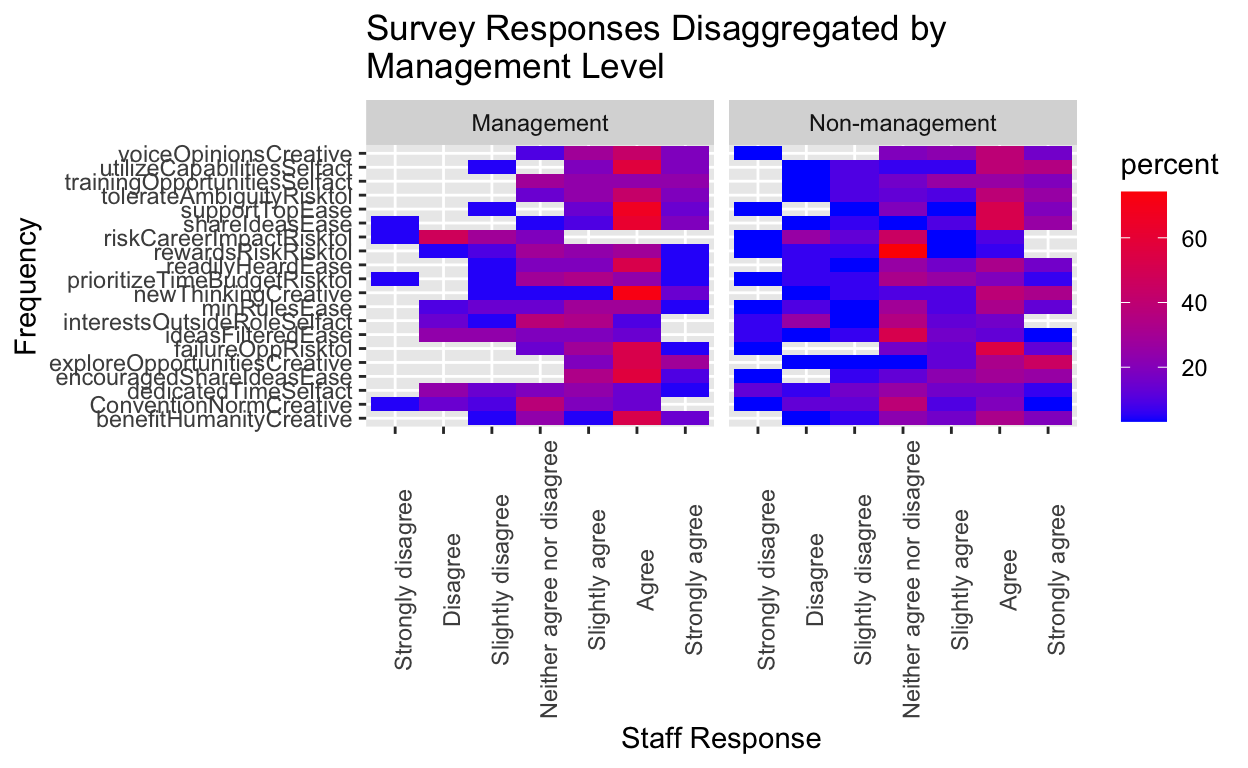 Survey Responses Disaggregated by
Management Level
Management
Non-management
Frequency
voiceOpinionsCreative
utilizeCapabilitiesSelfact
trainingOpportunitiesSelfact
tolerateAmbiguityRisktol
supportTopEase
shareIdeasEase
riskCareerImpactRisktol
rewardsRiskRisktol
readilyHeardEase
prioritizeTimeBudgetRisktol
newThinkingCreative
minRulesEase
interestsOutsideRoleSelfact
ideasFilteredEase
failureOppRisktol
exploreOpportunitiesCreative
encouragedShareIdeasEase
dedicatedTimeSelfact
ConventionNormCreative
benefitHumanityCreative
Strongly disagree
Disagree
Slightly disagree
Neither agree nor disagree
Slightly agree
Agree
Strongly agree
Strongly disagree
Disagree
Slightly disagree
Neither agree nor disagree
Slightly agree
Agree
Strongly agree
Staff Response
percent
60
40
20